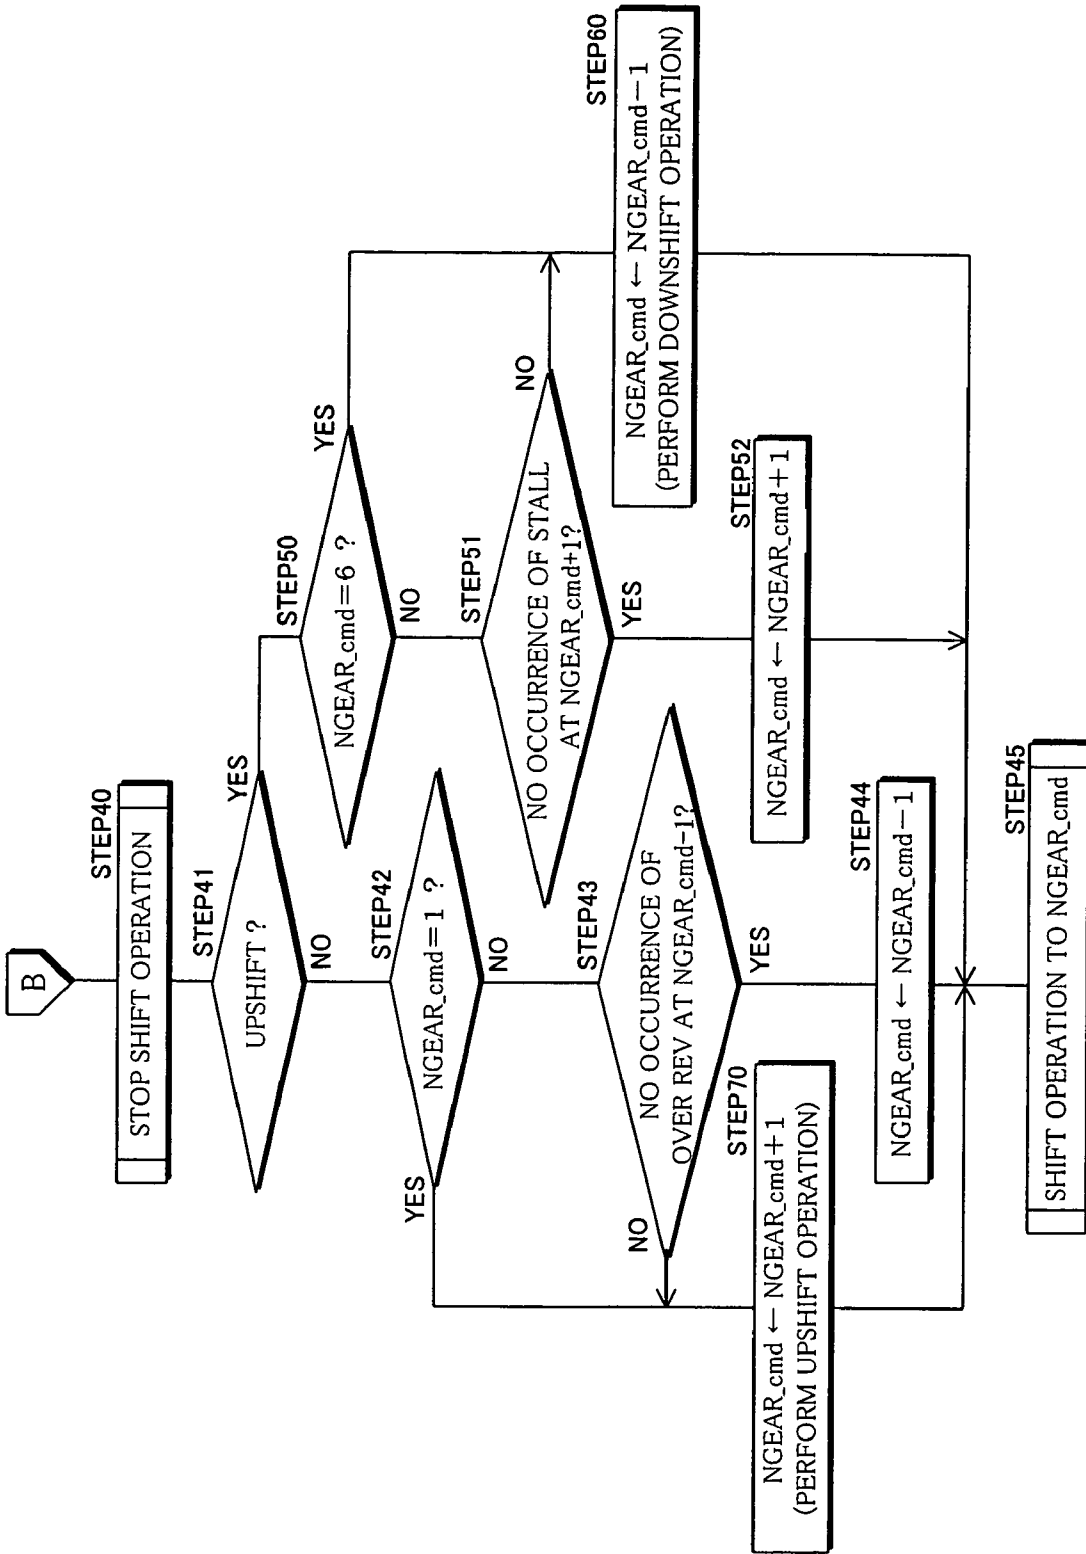 B
STEP40
STOP SHIFT OPERATION
STEP41
UPSHIFT ?
YES
NO
STEP42
NGEAR_cmd=1 ?
YES
NO
STEP43
NO OCCURRENCE OF
OVER REV AT NGEAR_cmd-1?
NO
YES
STEP70
NGEAR_cmd ← NGEAR_cmd+1
(PERFORM UPSHIFT OPERATION)
STEP44
NGEAR_cmd ← NGEAR_cmd−1
STEP50
NGEAR_cmd=6 ?
YES
NO
STEP51
NO OCCURRENCE OF STALL
AT NGEAR_cmd+1?
NO
YES
STEP52
NGEAR_cmd ← NGEAR_cmd+1
STEP60
NGEAR_cmd ← NGEAR_cmd−1
(PERFORM DOWNSHIFT OPERATION)
STEP45
SHIFT OPERATION TO NGEAR_cmd